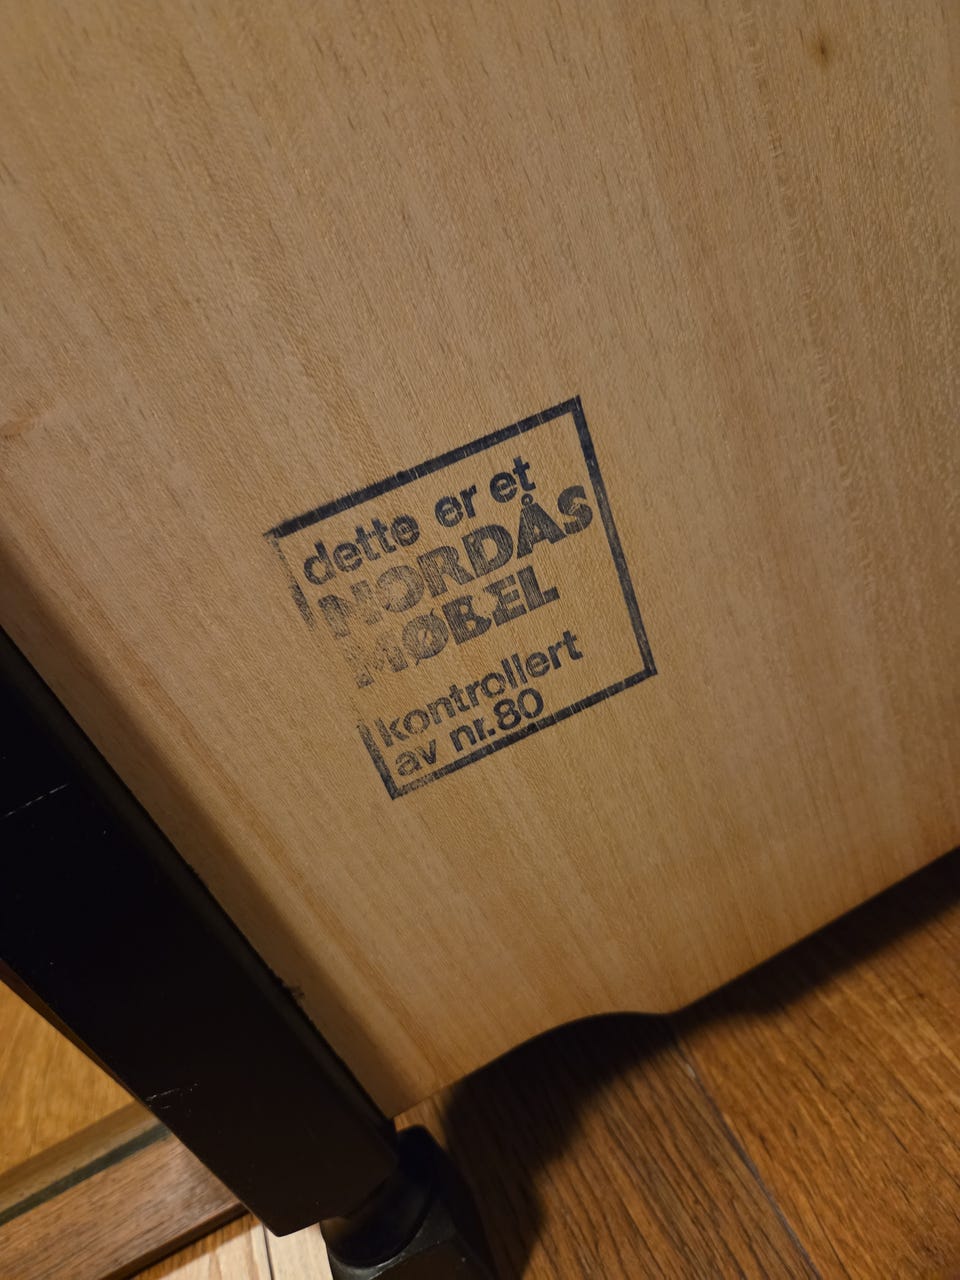 dette er et
NORDÅS
MØBEL
kontrollert
av nr.80